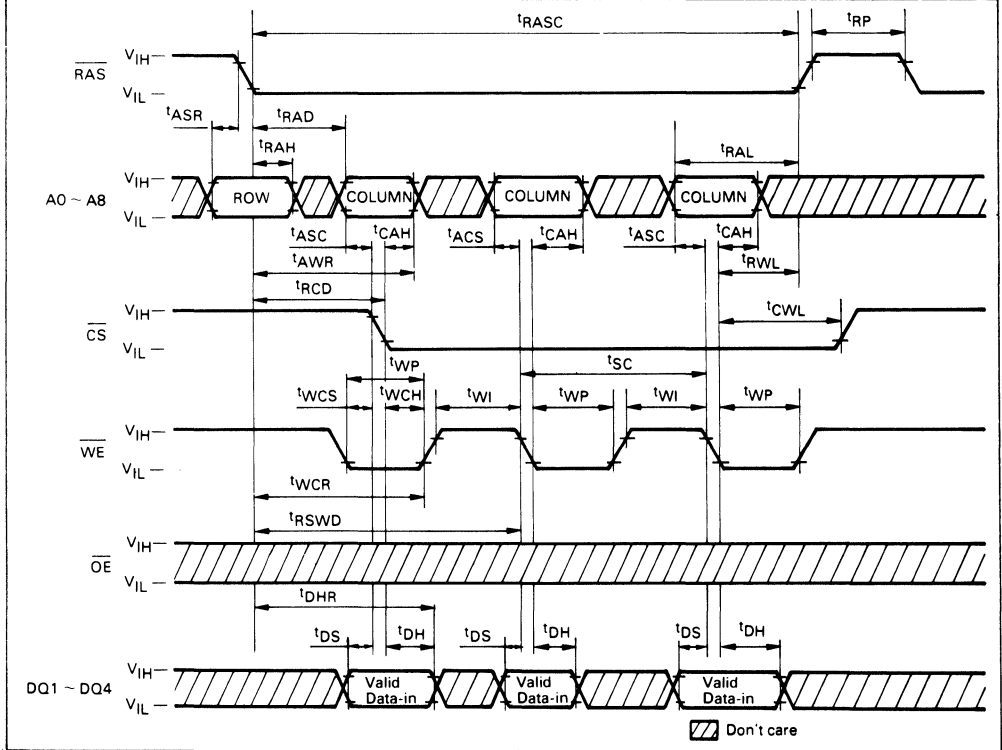 tRASC tRP
RAS VIH
VIL
tASR tRAD
tRAH tRAL
A0 ~ A8 VIH
VIL
ROW COLUMN COLUMN COLUMN
tASC tCAH tACS tCAH tASC tCAH
tAWR tRWL
tRCD
CS VIH
VIL
tCWL
tWP tSC
tWCS tWCH tWI tWP tWI tWP
WE VIH
VIL
tWCR
tRSWD
OE VIH
VIL
tDHR
tDS tDH tDS tDH tDS tDH
DQ1 ~ DQ4 VIH
VIL
Valid Data-in
Valid Data-in
Valid Data-in
Don't care